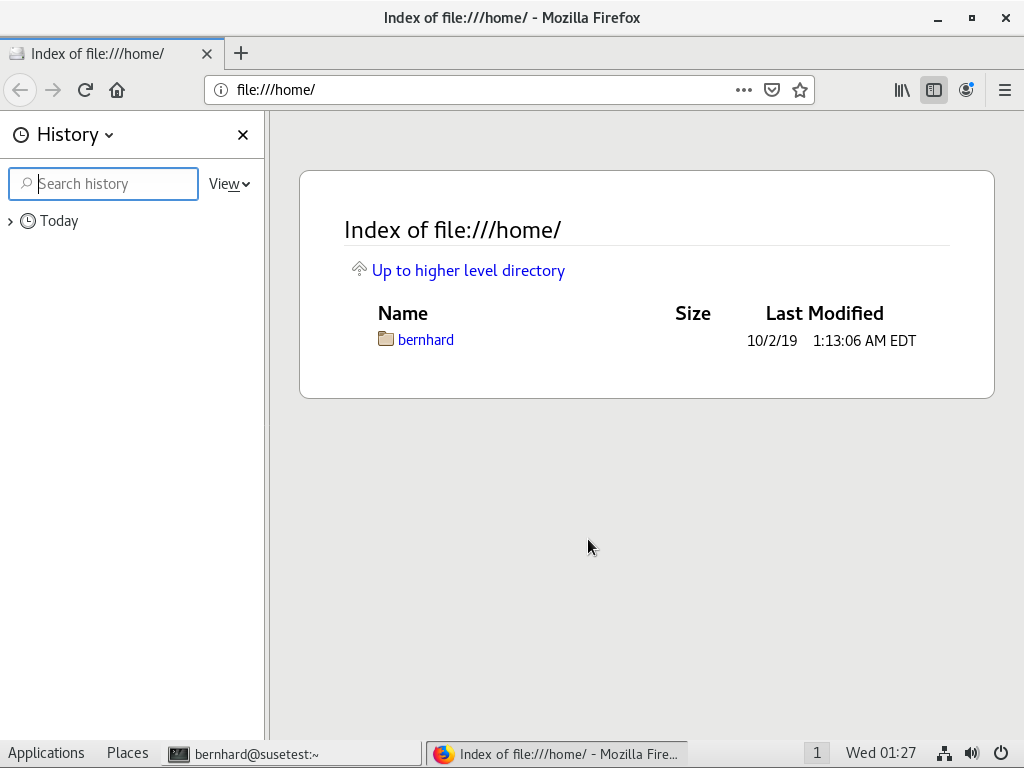 Index of file:///home/ - Mozilla Firefox
Index of file:///home/
file:///home/
History
Search history View
Today
Index of file:///home/
Up to higher level directory
Name Size Last Modified
bernhard 10/2/19 1:13:06 AM EDT
Applications Places bernhard@susetest:~ Index of file:///home/ - Mozilla Fire... 1 Wed 01:27